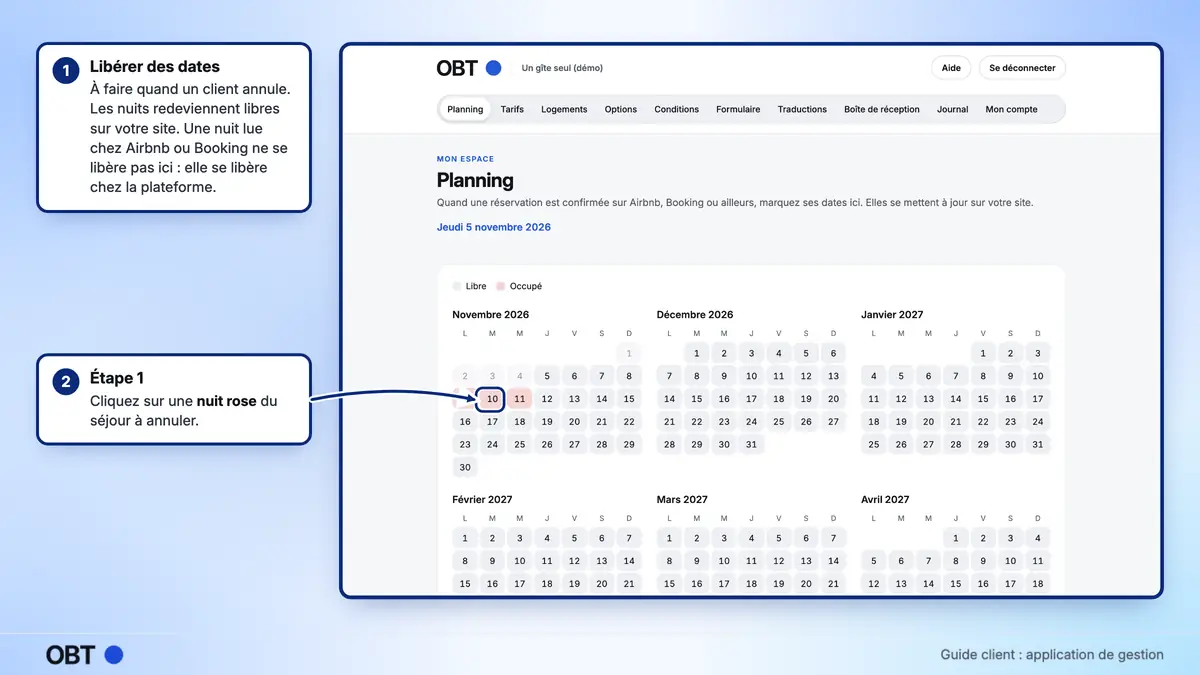 1
Libérer des dates
À faire quand un client annule.
Les nuits redeviennent libres
sur votre site. Une nuit lue
chez Airbnb ou Booking ne se
libère pas ici : elle se libère
chez la plateforme.
2
Étape 1
Cliquez sur une nuit rose du
séjour à annuler.
OBT
Un gîte seul (démo)
Aide
Se déconnecter
Planning Tarifs Logements Options Conditions Formulaire Traductions Boîte de réception Journal Mon compte
MON ESPACE
Planning
Quand une réservation est confirmée sur Airbnb, Booking ou ailleurs, marquez ses dates ici. Elles se mettent à jour sur votre site.
Jeudi 5 novembre 2026
Libre Occupé
Novembre 2026
L M M J V S D
1
2 3 4 5 6 7 8
10 11 12 13 14 15
16 17 18 19 20 21 22
23 24 25 26 27 28 29
30
Décembre 2026
L M M J V S D
1 2 3 4 5 6
7 8 9 10 11 12 13
14 15 16 17 18 19 20
21 22 23 24 25 26 27
28 29 30 31
Janvier 2027
L M M J V S D
1 2 3
4 5 6 7 8 9 10
11 12 13 14 15 16 17
18 19 20 21 22 23 24
25 26 27 28 29 30 31
Février 2027
L M M J V S D
1 2 3 4 5 6 7
8 9 10 11 12 13 14
15 16 17 18 19 20 21
Mars 2027
L M M J V S D
1 2 3 4 5 6 7
8 9 10 11 12 13 14
15 16 17 18 19 20 21
Avril 2027
L M M J V S D
1 2 3 4
5 6 7 8 9 10 11
12 13 14 15 16 17 18
OBT
Guide client : application de gestion